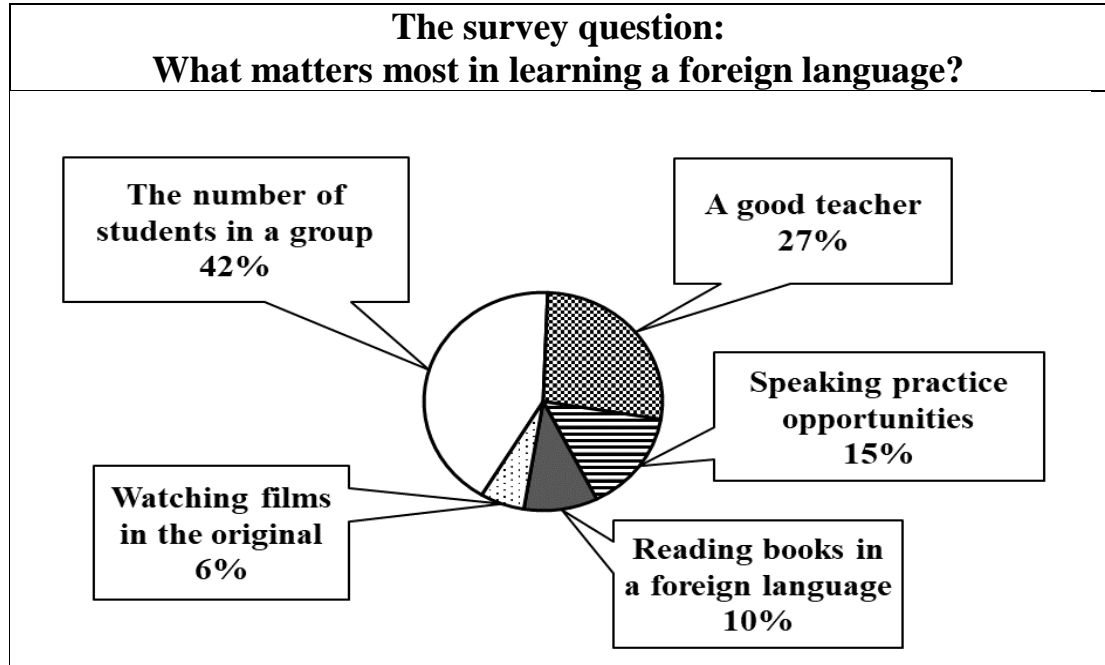 The survey question:
What matters most in learning a foreign language?
The number of
students in a group
42%
A good teacher
27%
Speaking practice
opportunities
15%
Watching films
in the original
6%
Reading books in
a foreign language
10%